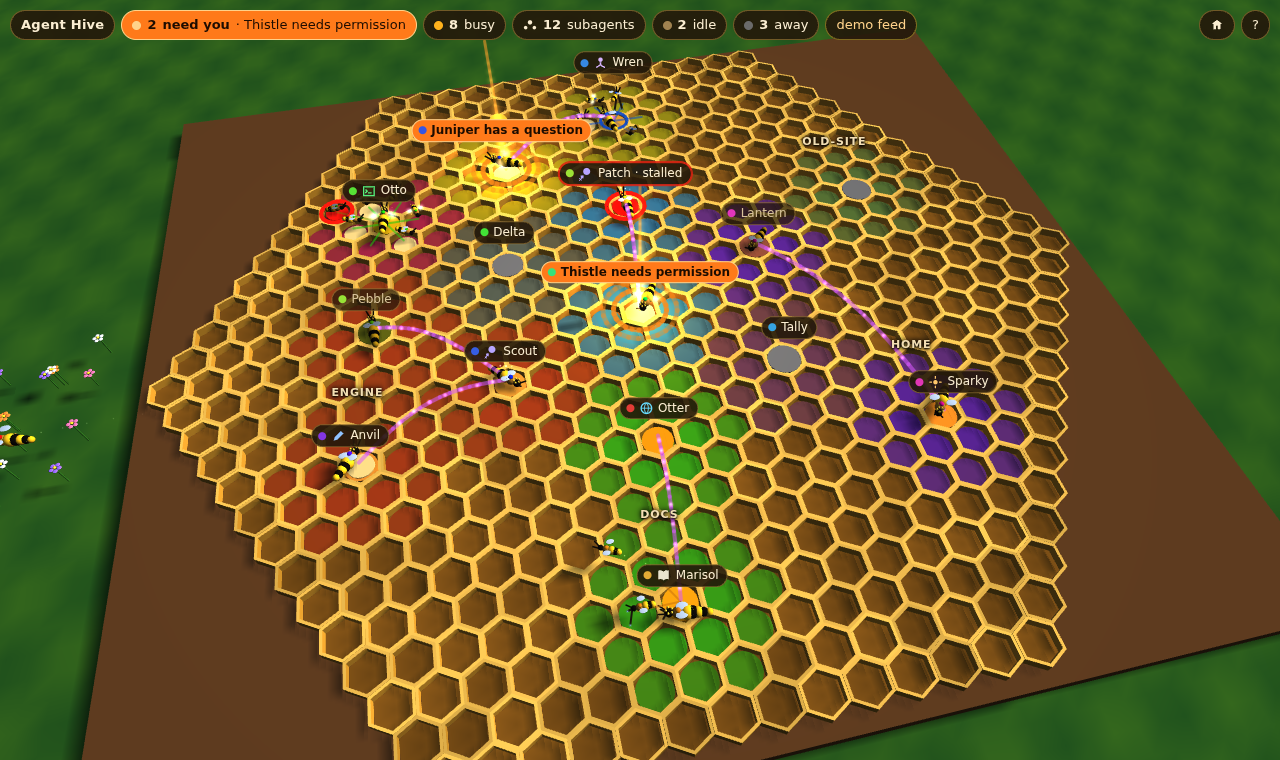 Agent Hive
2 need you · Thistle needs permission
8 busy
12 subagents
2 idle
3 away
demo feed
?
Wren
Juniper has a question
OLD-SITE
Patch · stalled
Otto
Lantern
Delta
Thistle needs permission
Pebble
Tally
HOME
Scout
Sparky
ENGINE
Otter
Anvil
DOCS
Marisol